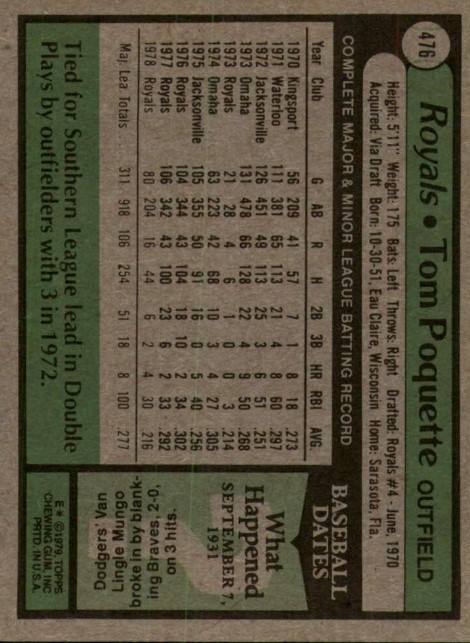 476
Royals • Tom Poquette OUTFIELD
Height: 5'11" Weight: 175 Bats: Left Throws: Right Drafted: Royals #4 - June, 1970
Acquired: Via Draft Born: 10-30-51, Eau Claire, Wisconsin Home: Sarasota, Fla.
COMPLETE MAJOR & MINOR LEAGUE BATTING RECORD
Year Club G AB R H 2B 3B HR RBI AVG.
1970 Kingsport 56 209 41 57 7 1 8 18 .273
1971 Waterloo 111 381 65 113 21 4 8 60 .297
1972 Jacksonville 126 451 49 113 25 3 6 51 .251
1973 Omaha 131 478 66 128 22 4 9 50 .268
1973 Royals 21 28 4 6 1 0 0 3 .214
1974 Omaha 63 223 42 68 10 3 4 27 .305
1975 Jacksonville 105 355 50 91 16 0 5 40 .256
1976 Royals 104 344 43 104 18 10 2 34 .302
1977 Royals 106 342 43 100 23 6 2 33 .292
1978 Royals 80 204 16 44 6 2 4 30 .216
Maj. Lea Totals 311 918 106 254 51 18 8 100 .277
Tied for Southern League lead in Double
Plays by outfielders with 3 in 1972.
BASEBALL
DATES
What
Happened
SEPTEMBER 7,
1931
Dodgers' Van
Lingle Mungo
broke in by blank-
ing Braves, 2-0,
on 3 hits.
E* © 1979 TOPPS
CHEWING GUM, INC
PRTD. IN U.S.A.